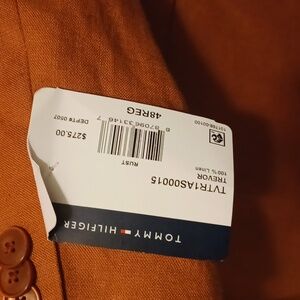 TOMMY HILFIGER
TVTR1AS00015
TREVOR
100% Linen
RUST
$275.00
DEPT# 0507
48REG